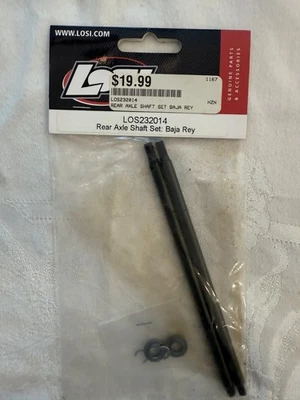 WWW.LOSI.COM
LOSI
$19.99
1167
LOS232014
REAR AXLE SHAFT SET BAJA REY
HZN
GENUINE PARTS
& ACCESSORIES
LOS232014
Rear Axle Shaft Set: Baja Rey